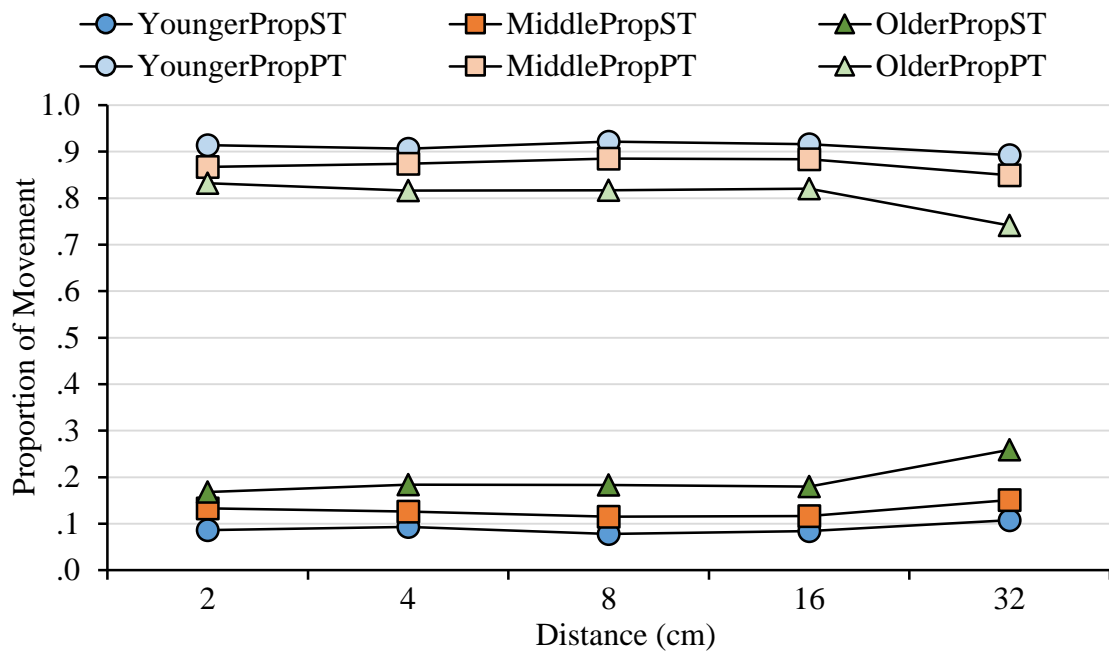 YoungerPropST MiddlePropST OlderPropST
YoungerPropPT MiddlePropPT OlderPropPT
1.0
.9
.8
.7
.6
.5
.4
.3
.2
.1
.0
Proportion of Movement
2 4 8 16 32
Distance (cm)